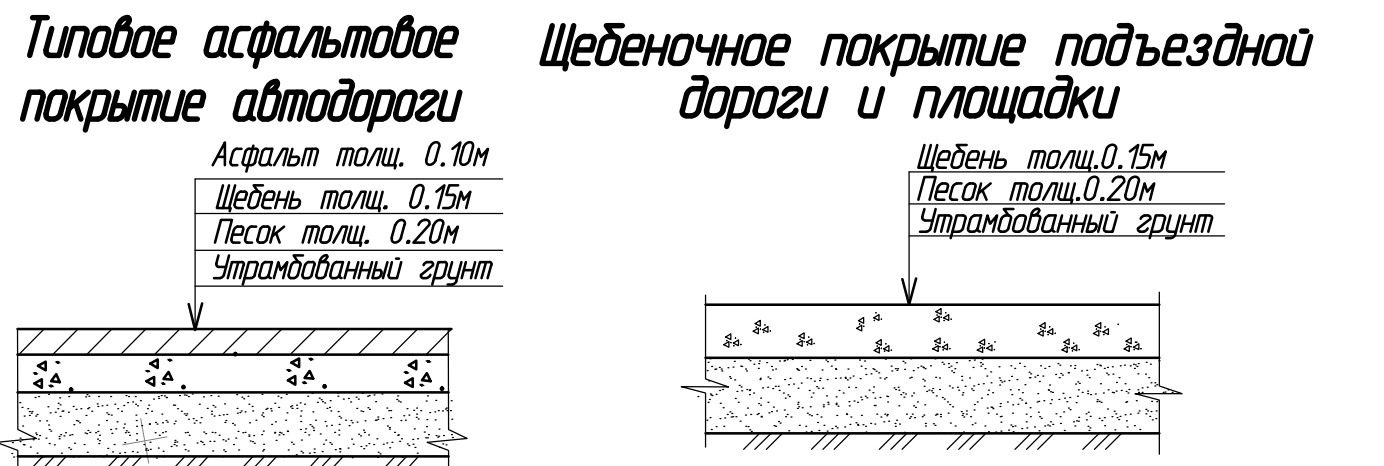 Типовое асфальтовое
покрытие автодороги
Асфальт толщ. 0.10м
Щебень толщ. 0.15м
Песок толщ. 0.20м
Утрамбованный грунт
Щебеночное покрытие подъездной
дороги и площадки
Щебень толщ.0.15м
Песок толщ.0.20м
Утрамбованный грунт